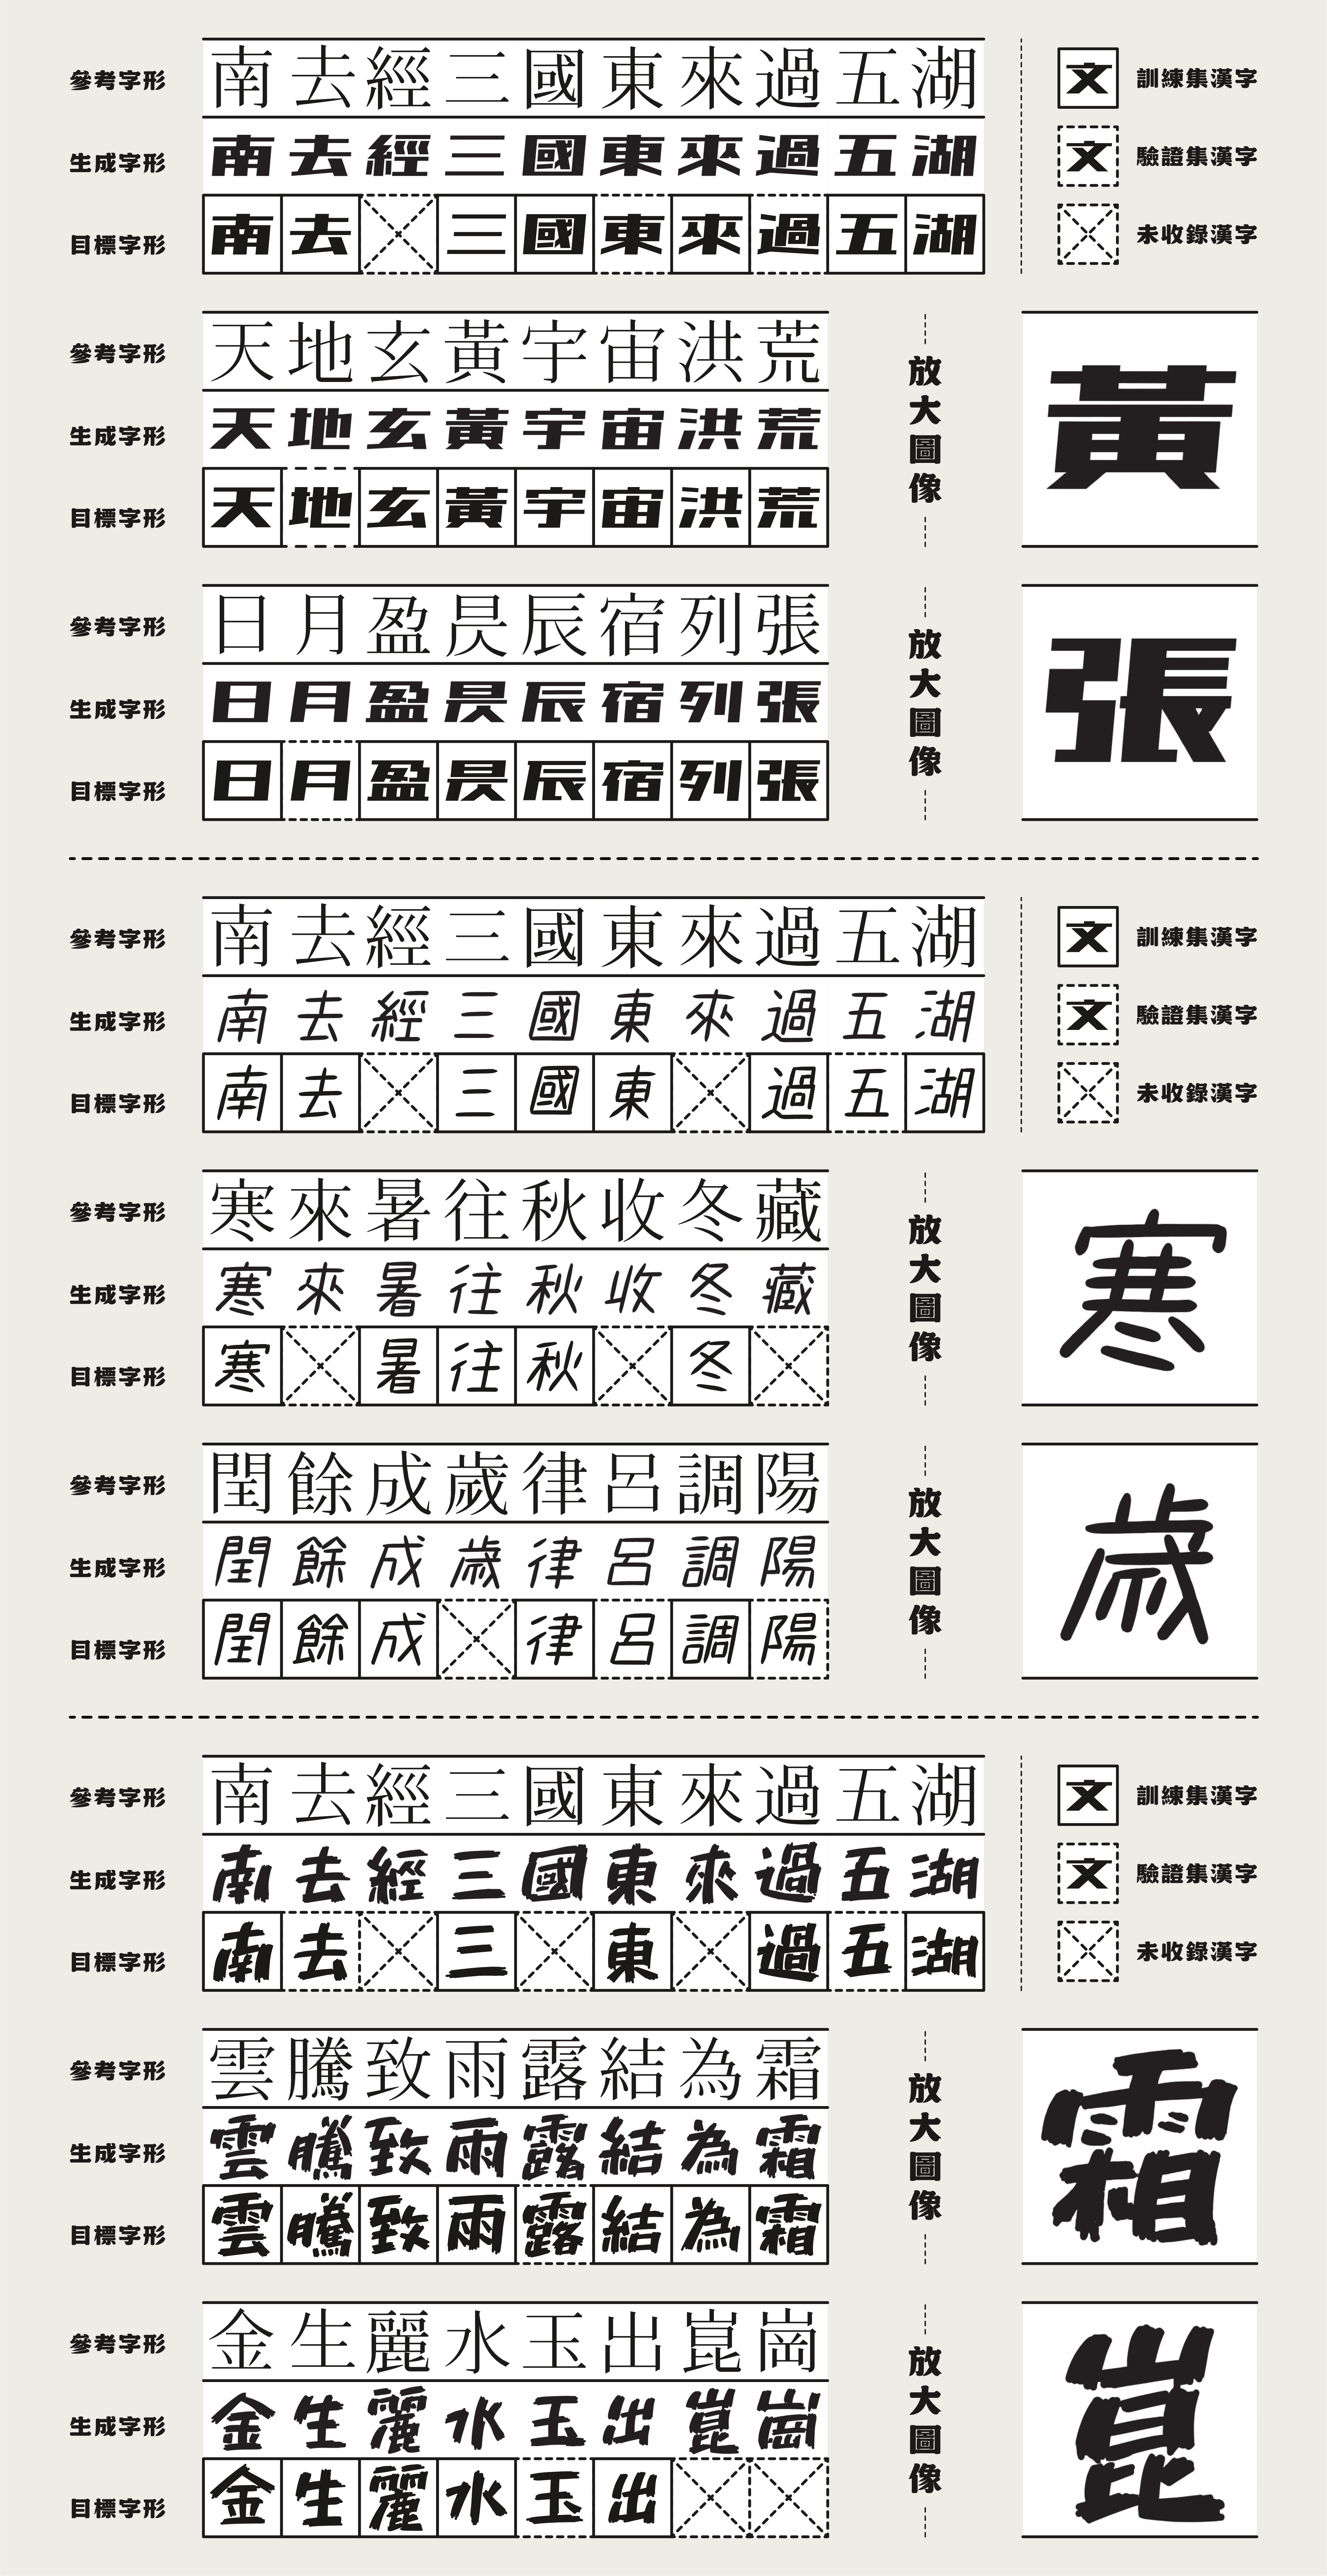 參考字形 南去經三國東來過五湖
生成字形 南去經三國東來過五湖
目標字形 南去三國東來過五湖
文 訓練集漢字
文 驗證集漢字
未收錄漢字
參考字形 天地玄黃宇宙洪荒
生成字形 天地玄黃宇宙洪荒
目標字形 天地玄黃宇宙洪荒
放大圖像
黃
參考字形 日月盈昃辰宿列張
生成字形 日月盈昃辰宿列張
目標字形 日月盈昃辰宿列張
放大圖像
張
參考字形 南去經三國東來過五湖
生成字形 南去經三國東來過五湖
目標字形 南去三國東過五湖
文 訓練集漢字
文 驗證集漢字
未收錄漢字
參考字形 寒來暑往秋收冬藏
生成字形 寒來暑往秋收冬藏
目標字形 寒暑往秋冬
放大圖像
寒
參考字形 閏餘成歲律呂調陽
生成字形 閏餘成歲律呂調陽
目標字形 閏餘成律呂調陽
放大圖像
歲
參考字形 南去經三國東來過五湖
生成字形 南去經三國東來過五湖
目標字形 南去三東過五湖
文 訓練集漢字
文 驗證集漢字
未收錄漢字
參考字形 雲騰致雨露結為霜
生成字形 雲騰致雨露結為霜
目標字形 雲騰致雨露結為霜
放大圖像
霜
參考字形 金生麗水玉出崑崗
生成字形 金生麗水玉出崑崗
目標字形 金生麗水玉出
放大圖像
崑